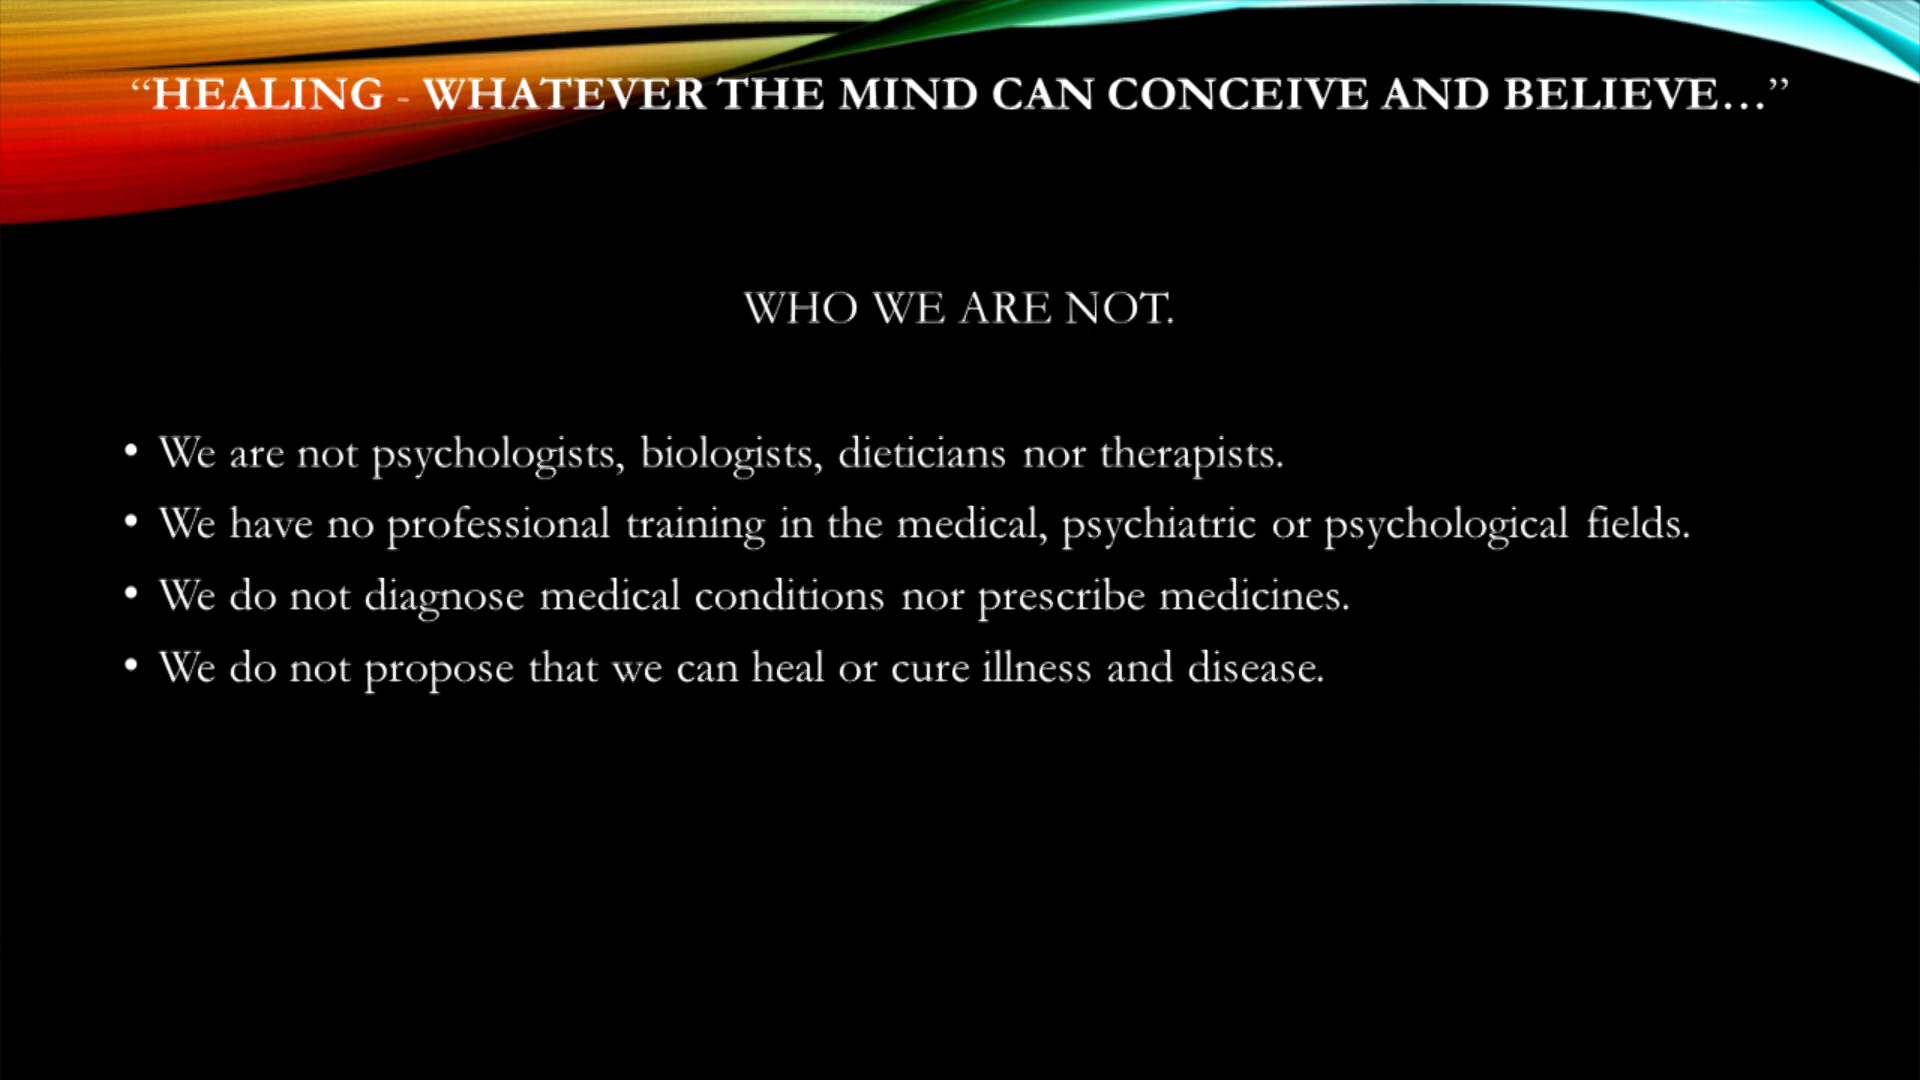 “HEALING - WHATEVER THE MIND CAN CONCEIVE AND BELIEVE…”
WHO WE ARE NOT.
• We are not psychologists, biologists, dieticians nor therapists.
• We have no professional training in the medical, psychiatric or psychological fields.
• We do not diagnose medical conditions nor prescribe medicines.
• We do not propose that we can heal or cure illness and disease.